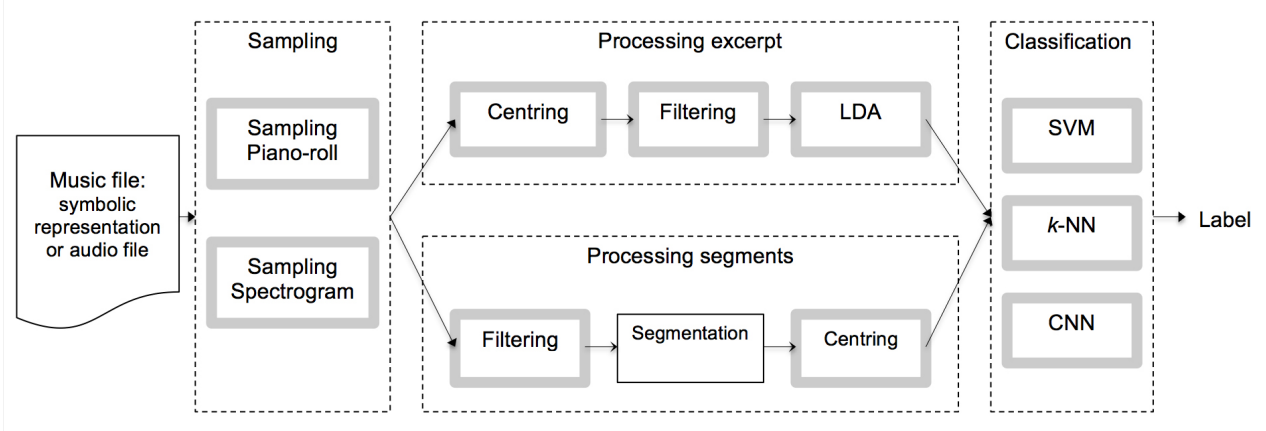 Music file:
symbolic
representation
or audio file
Sampling
Sampling
Piano-roll
Sampling
Spectrogram
Processing excerpt
Centring
Filtering
LDA
Processing segments
Filtering
Segmentation
Centring
Classification
SVM
k-NN
CNN
Label